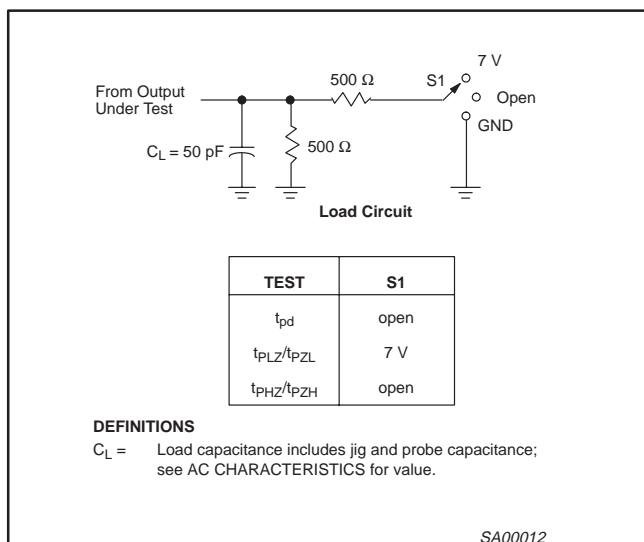 7 V
500 Ω
S1
From Output
Under Test
Open
GND
C_L = 50 pF
500 Ω
Load Circuit
TEST S1
t_pd open
t_PLZ/t_PZL 7 V
t_PHZ/t_PZH open
DEFINITIONS
C_L = Load capacitance includes jig and probe capacitance;
see AC CHARACTERISTICS for value.
SA00012